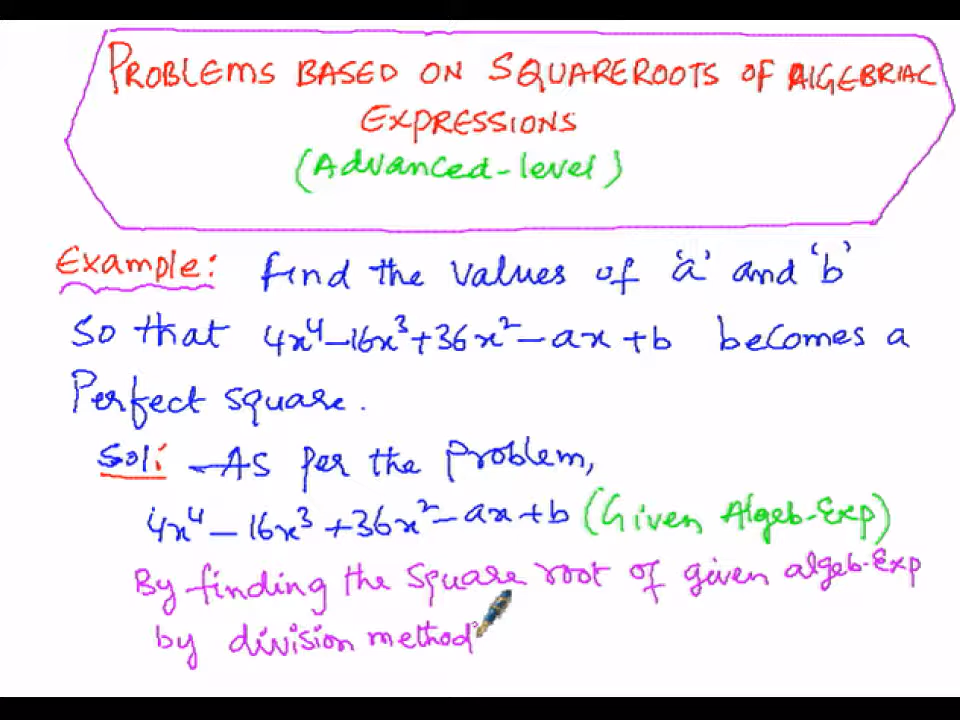 PROBLEMS BASED ON SQUAREROOTS OF ALGEBRIAC
EXPRESSIONS
(Advanced-level)
Example: find the values of 'a' and 'b'
so that 4x⁴-16x³+36x²-ax+b becomes a
Perfect square.
Sol: -As per the problem,
4x⁴-16x³+36x²-ax+b (Given Algeb-Exp)
By finding the square root of given algeb-Exp
by division method